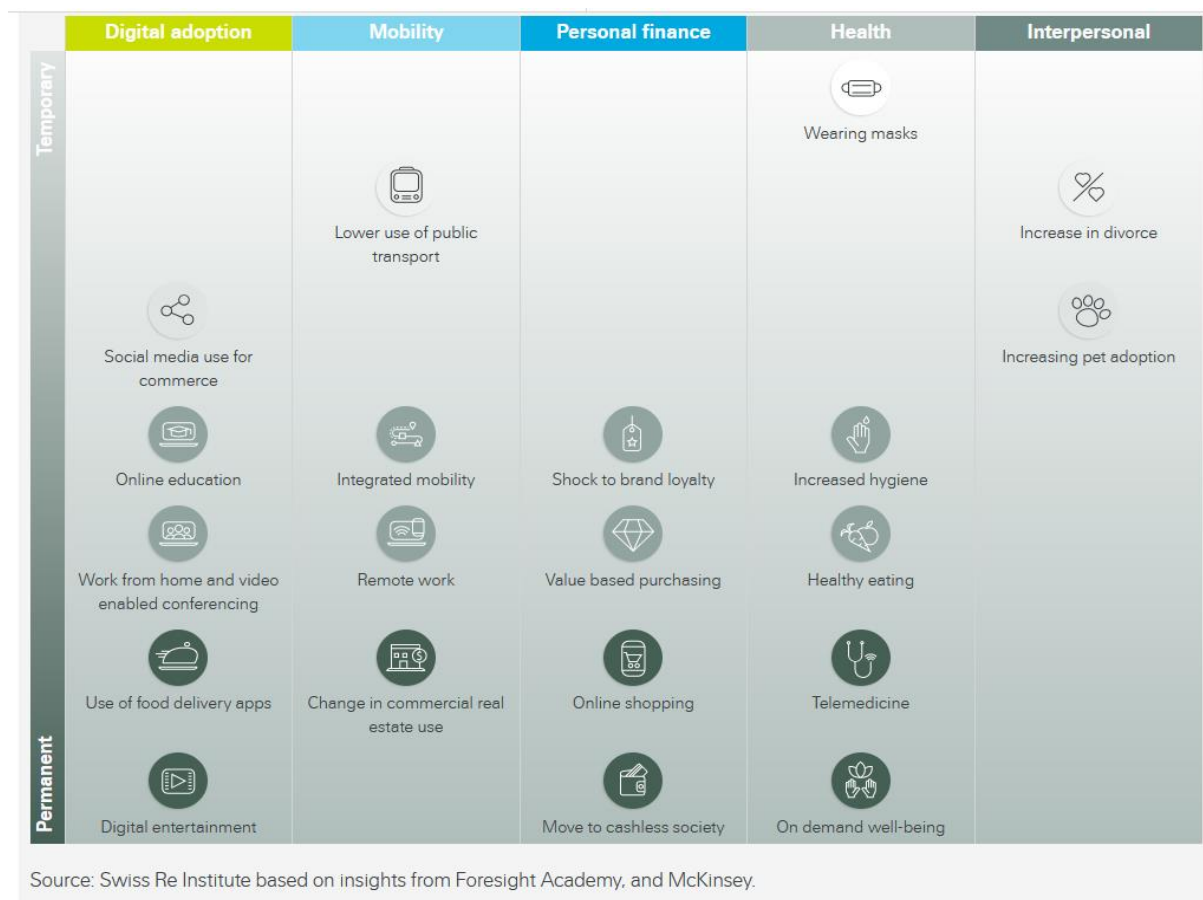 Digital adoption
Mobility
Personal finance
Health
Interpersonal
Temporary
Wearing masks
Lower use of public
transport
Increase in divorce
Social media use for
commerce
Increasing pet adoption
Online education
Integrated mobility
Shock to brand loyalty
Increased hygiene
Work from home and video
enabled conferencing
Remote work
Value based purchasing
Healthy eating
Use of food delivery apps
Change in commercial real
estate use
Online shopping
Telemedicine
Permanent
Digital entertainment
Move to cashless society
On demand well-being
Source: Swiss Re Institute based on insights from Foresight Academy, and McKinsey.